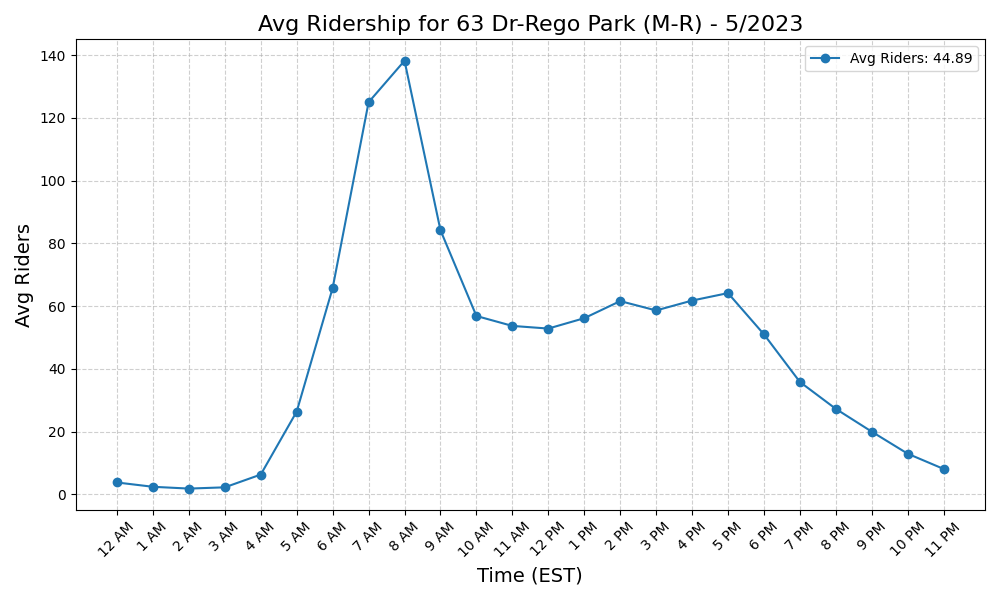 Avg Ridership for 63 Dr-Rego Park (M-R) - 5/2023
Avg Riders: 44.89
Avg Riders
140
120
100
80
60
40
20
0
12 AM
1 AM
2 AM
3 AM
4 AM
5 AM
6 AM
7 AM
8 AM
9 AM
10 AM
11 AM
12 PM
1 PM
2 PM
3 PM
4 PM
5 PM
6 PM
7 PM
8 PM
9 PM
10 PM
11 PM
Time (EST)